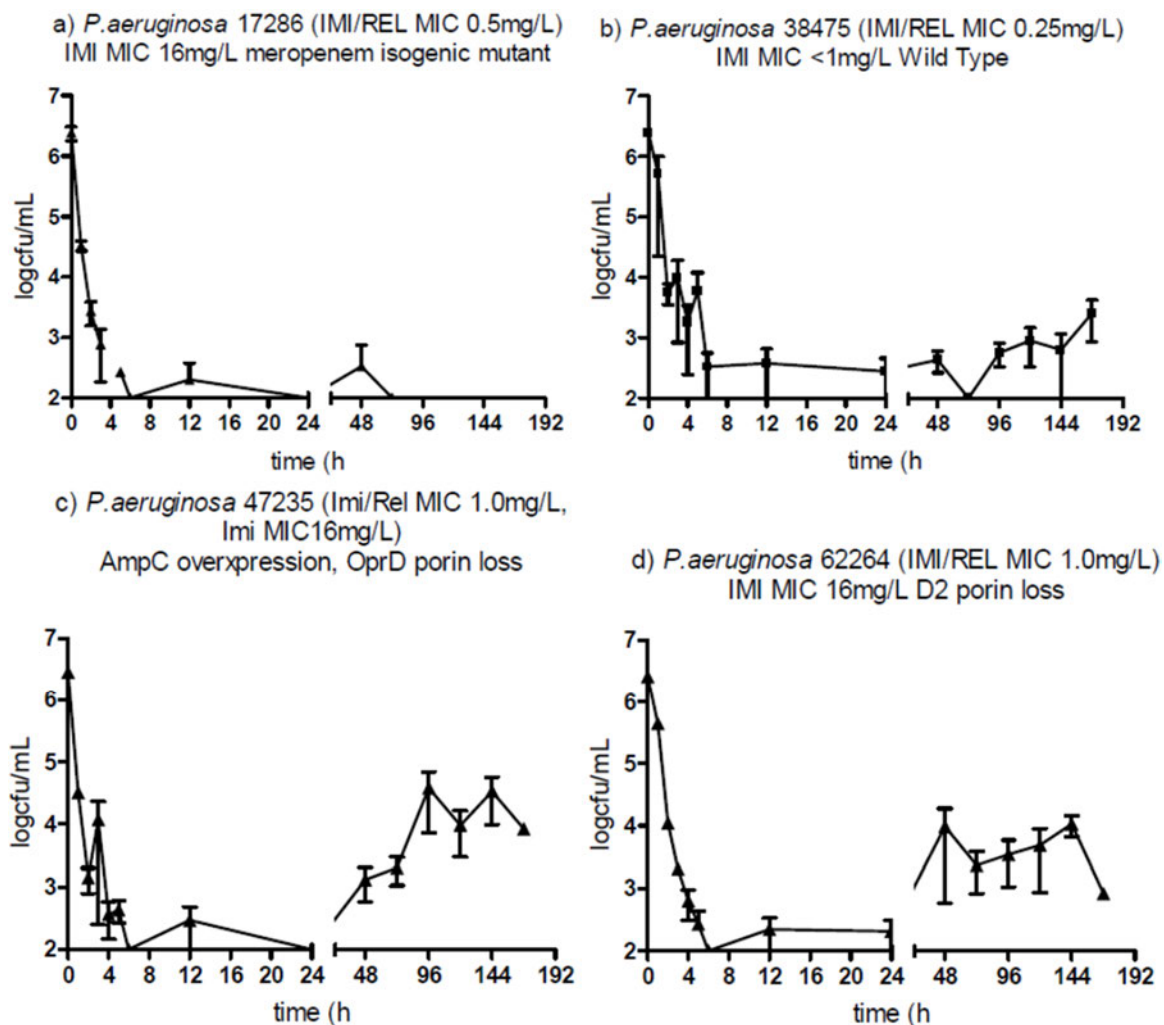 a) P.aeruginosa 17286 (IMI/REL MIC 0.5mg/L)
IMI MIC 16mg/L meropenem isogenic mutant
7
6
5
4
3
2
logcfu/mL
0 4 8 12 16 20 24 48 96 144 192
time (h
b) P.aeruginosa 38475 (IMI/REL MIC 0.25mg/L)
IMI MIC <1mg/L Wild Type
7
6
5
4
3
2
logcfu/mL
0 4 8 12 16 20 24 48 96 144 192
time (h
c) P.aeruginosa 47235 (Imi/Rel MIC 1.0mg/L,
Imi MIC16mg/L)
AmpC overxpression, OprD porin loss
7
6
5
4
3
2
logcfu/mL
0 4 8 12 16 20 24 48 96 144 192
time (h
d) P.aeruginosa 62264 (IMI/REL MIC 1.0mg/L)
IMI MIC 16mg/L D2 porin loss
7
6
5
4
3
2
logcfu/mL
0 4 8 12 16 20 24 48 96 144 192
time (h